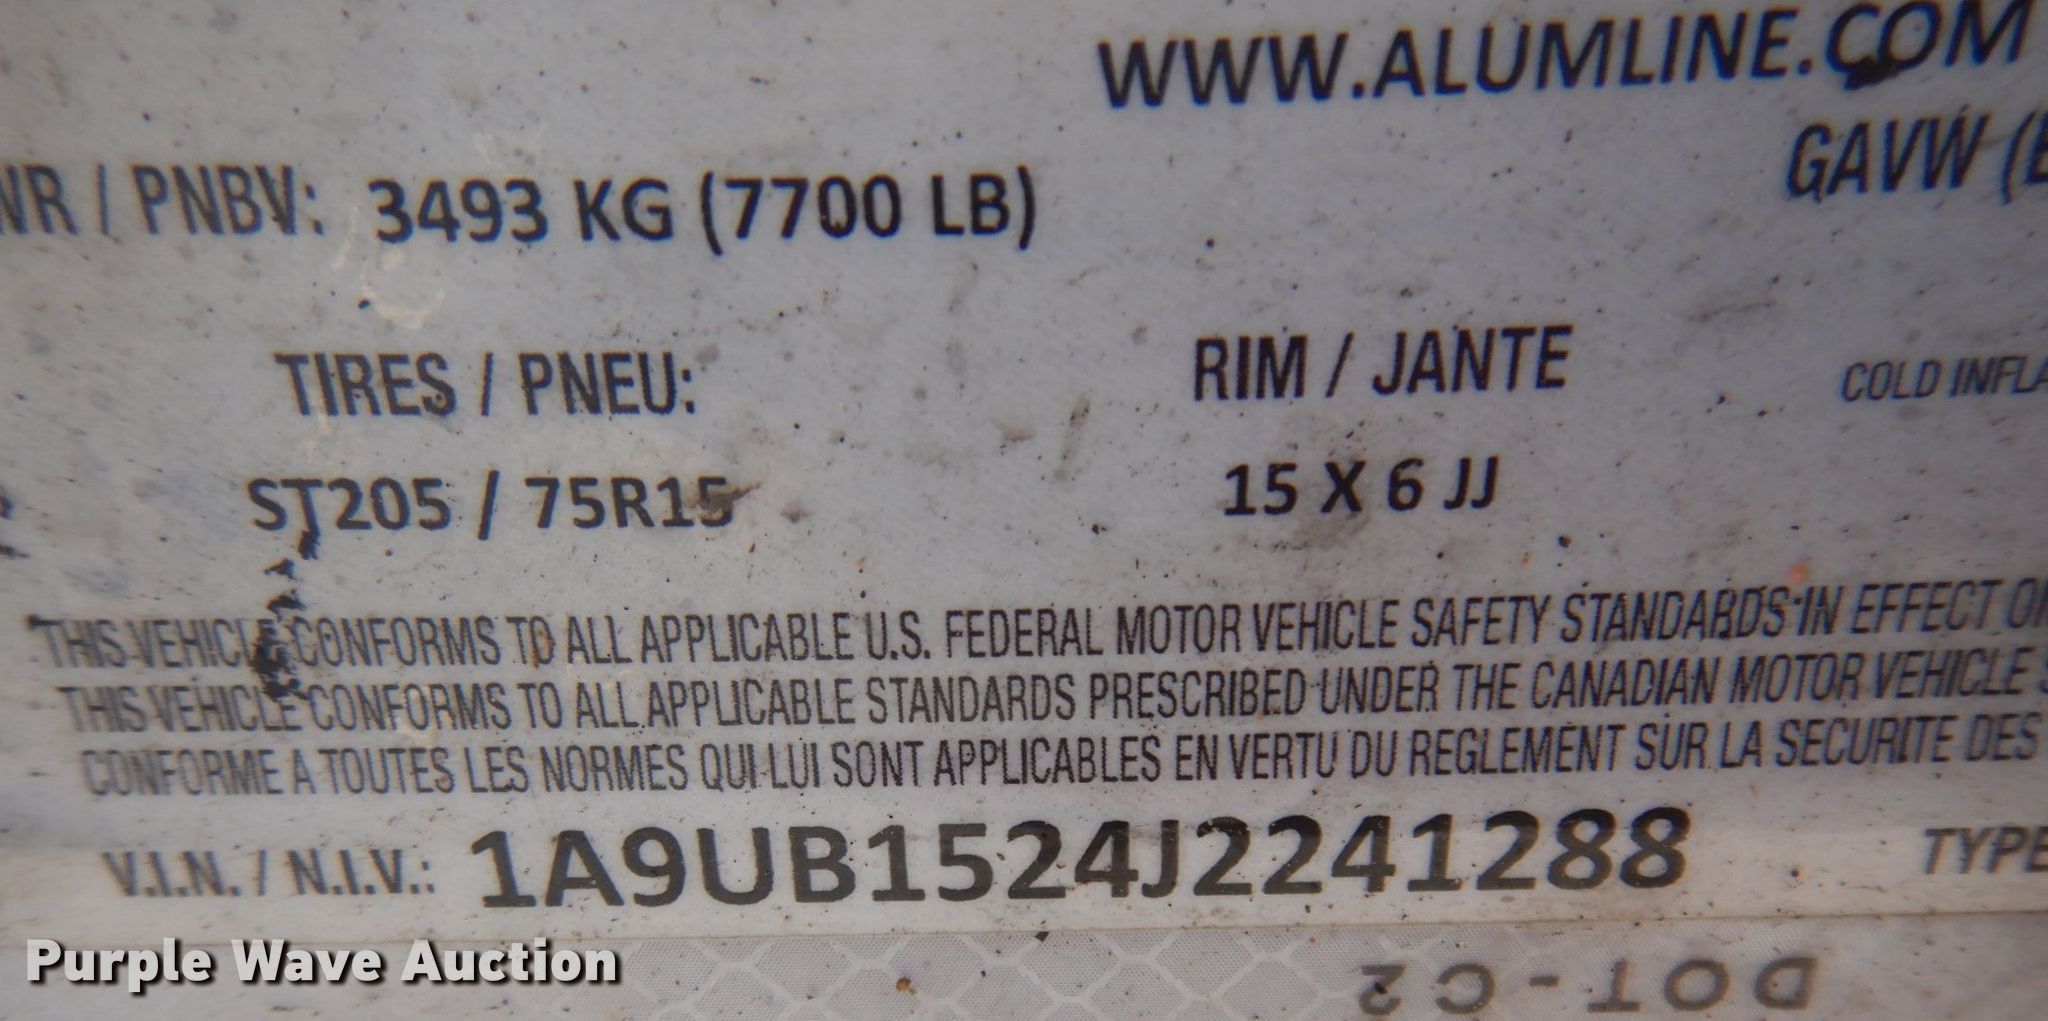 WWW.ALUMLINE.COM
GAVW (
WR / PNBV: 3493 KG (7700 LB)
TIRES / PNEU: RIM / JANTE COLD INFLA
ST205 / 75R15 15 X 6 JJ
THIS VEHICLE CONFORMS TO ALL APPLICABLE U.S. FEDERAL MOTOR VEHICLE SAFETY STANDARDS IN EFFECT O
THIS VEHICLE CONFORMS TO ALL APPLICABLE STANDARDS PRESCRIBED UNDER THE CANADIAN MOTOR VEHICLE S
CONFORME A TOUTES LES NORMES QUI LUI SONT APPLICABLES EN VERTU DU REGLEMENT SUR LA SECURITE DES
V.I.N. / N.I.V.: 1A9UB1524J2241288 TYPE
Purple Wave Auction
DOT-C2